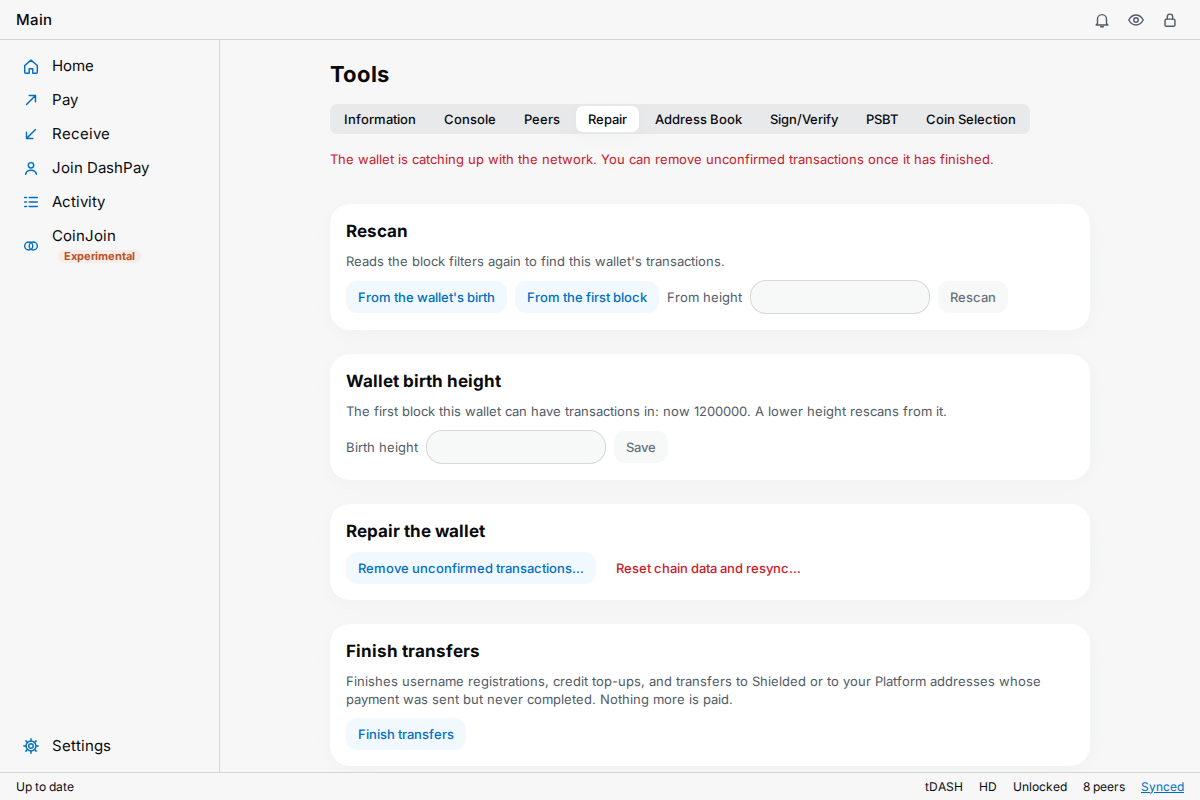 Main
Home
Pay
Receive
Join DashPay
Activity
CoinJoin
Experimental
Settings
Tools
Information Console Peers Repair Address Book Sign/Verify PSBT Coin Selection
The wallet is catching up with the network. You can remove unconfirmed transactions once it has finished.
Rescan
Reads the block filters again to find this wallet's transactions.
From the wallet's birth From the first block From height Rescan
Wallet birth height
The first block this wallet can have transactions in: now 1200000. A lower height rescans from it.
Birth height Save
Repair the wallet
Remove unconfirmed transactions... Reset chain data and resync...
Finish transfers
Finishes username registrations, credit top-ups, and transfers to Shielded or to your Platform addresses whose
payment was sent but never completed. Nothing more is paid.
Finish transfers
Up to date tDASH HD Unlocked 8 peers Synced